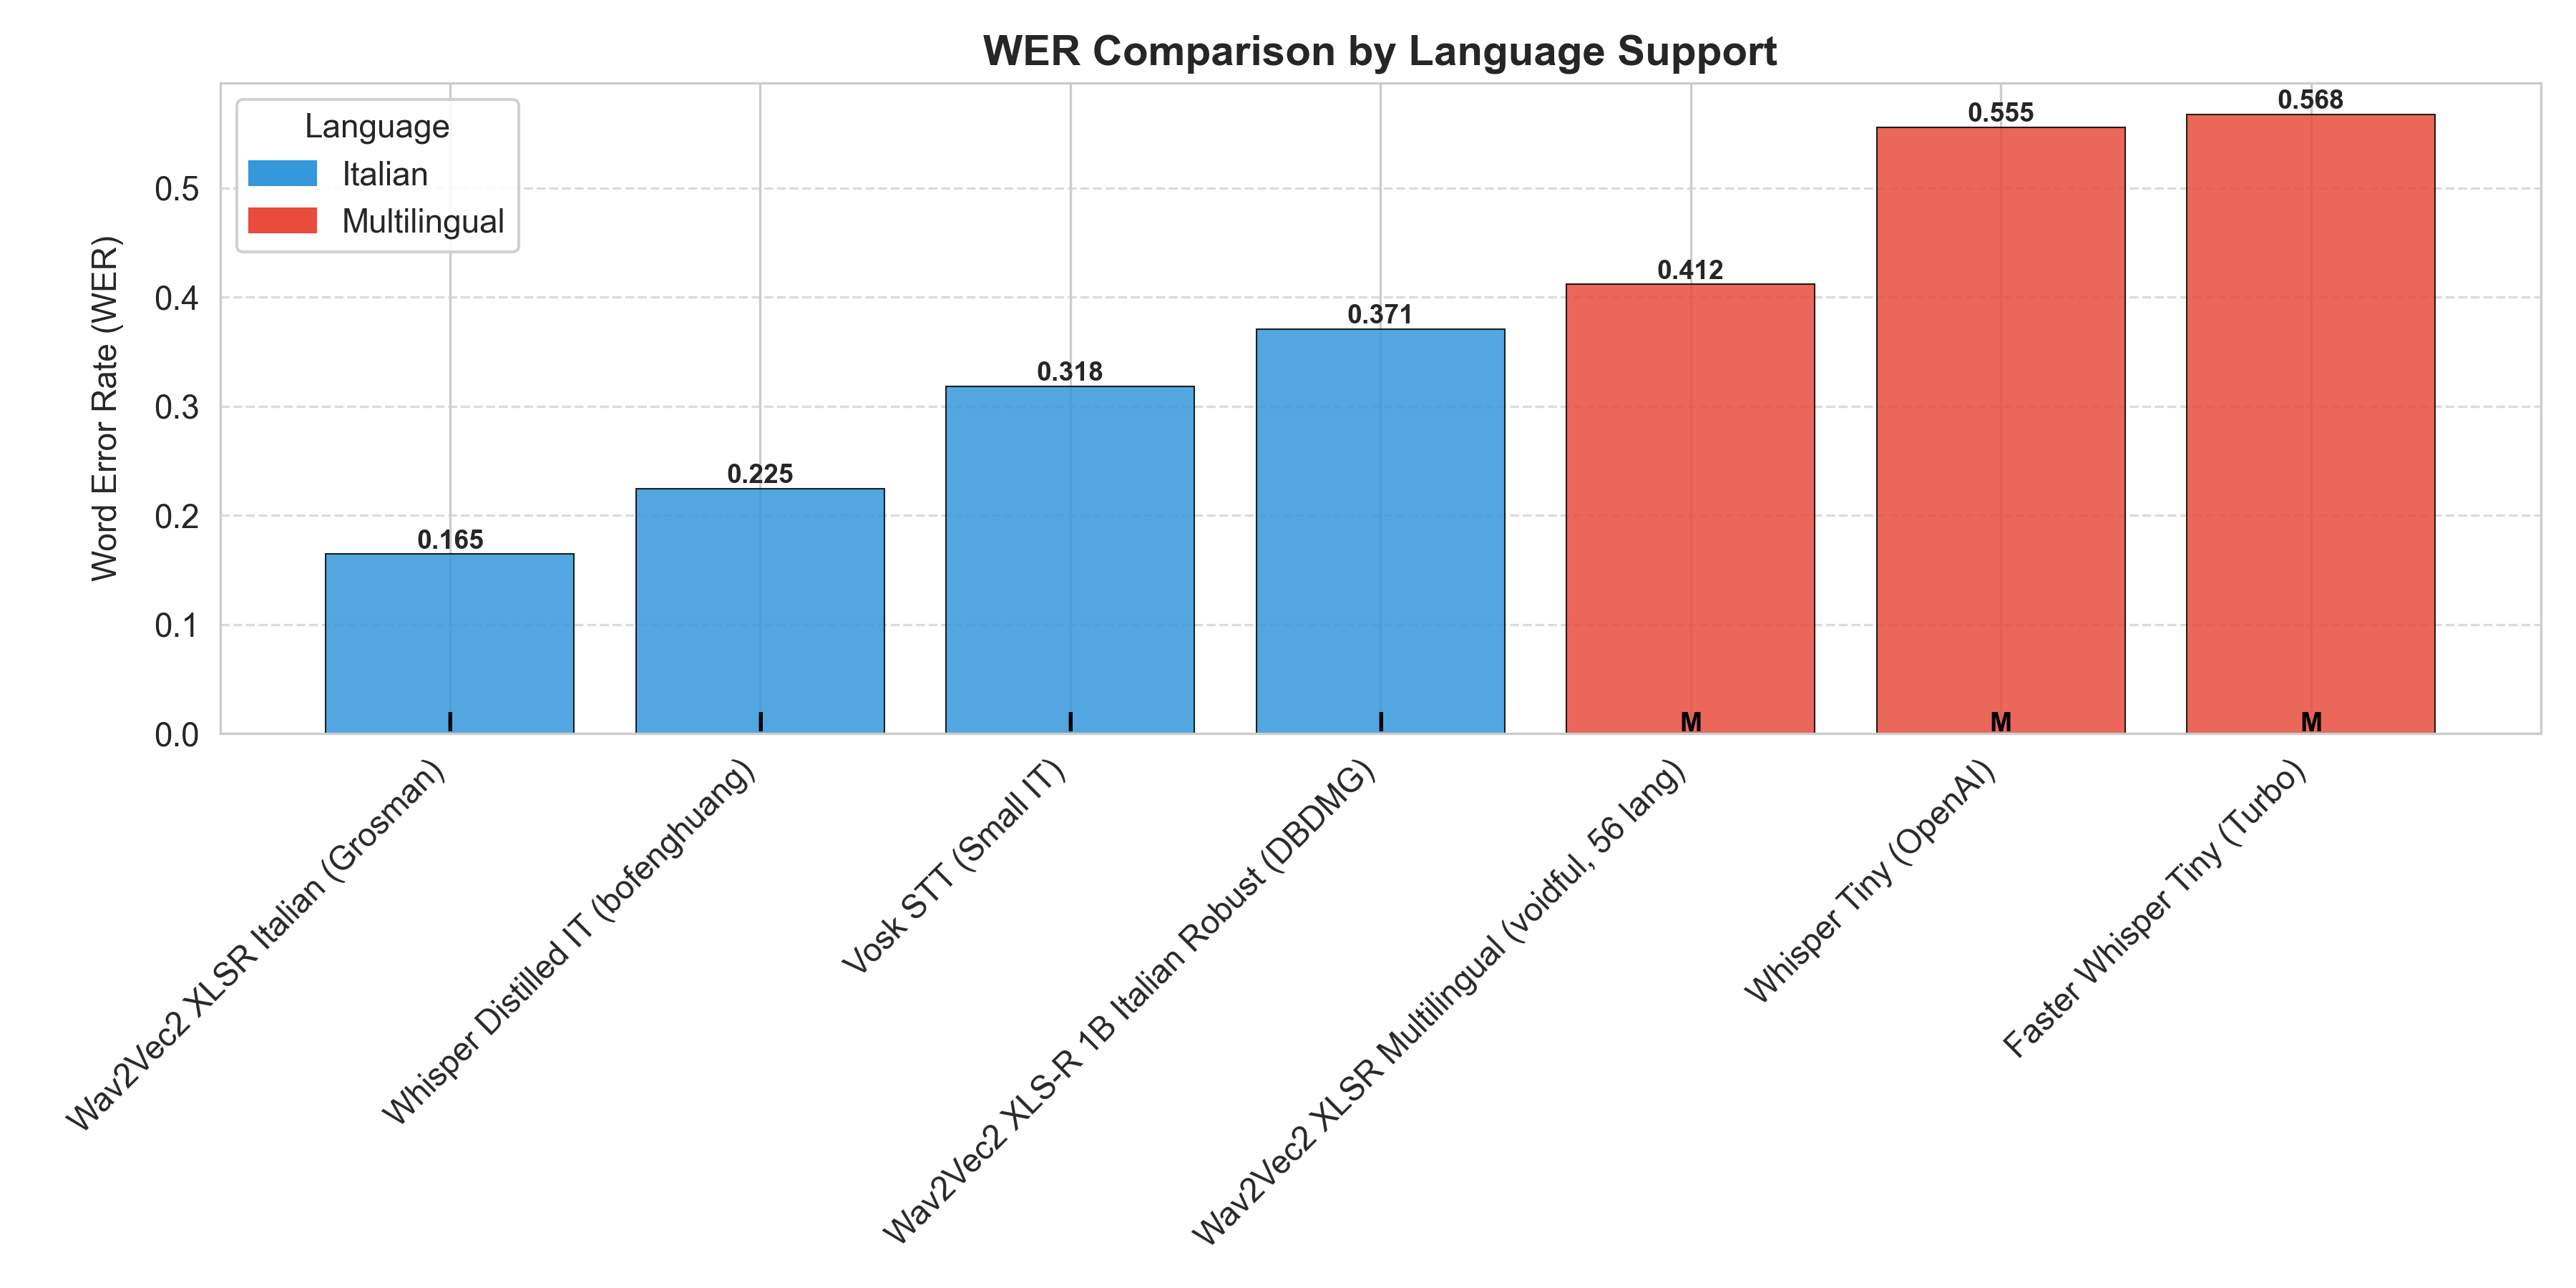 WER Comparison by Language Support
Language
Italian
Multilingual
Word Error Rate (WER)
0.5
0.4
0.3
0.2
0.1
0.0
0.165
0.225
0.318
0.371
0.412
0.555
0.568
I
I
I
I
M
M
M
Wav2Vec2 XLSR Italian (Grosman)
Whisper Distilled IT (bofenghuang)
Vosk STT (Small IT)
Wav2Vec2 XLS-R 1B Italian Robust (DBDMG)
Wav2Vec2 XLSR Multilingual (voidful, 56 lang)
Whisper Tiny (OpenAI)
Faster Whisper Tiny (Turbo)